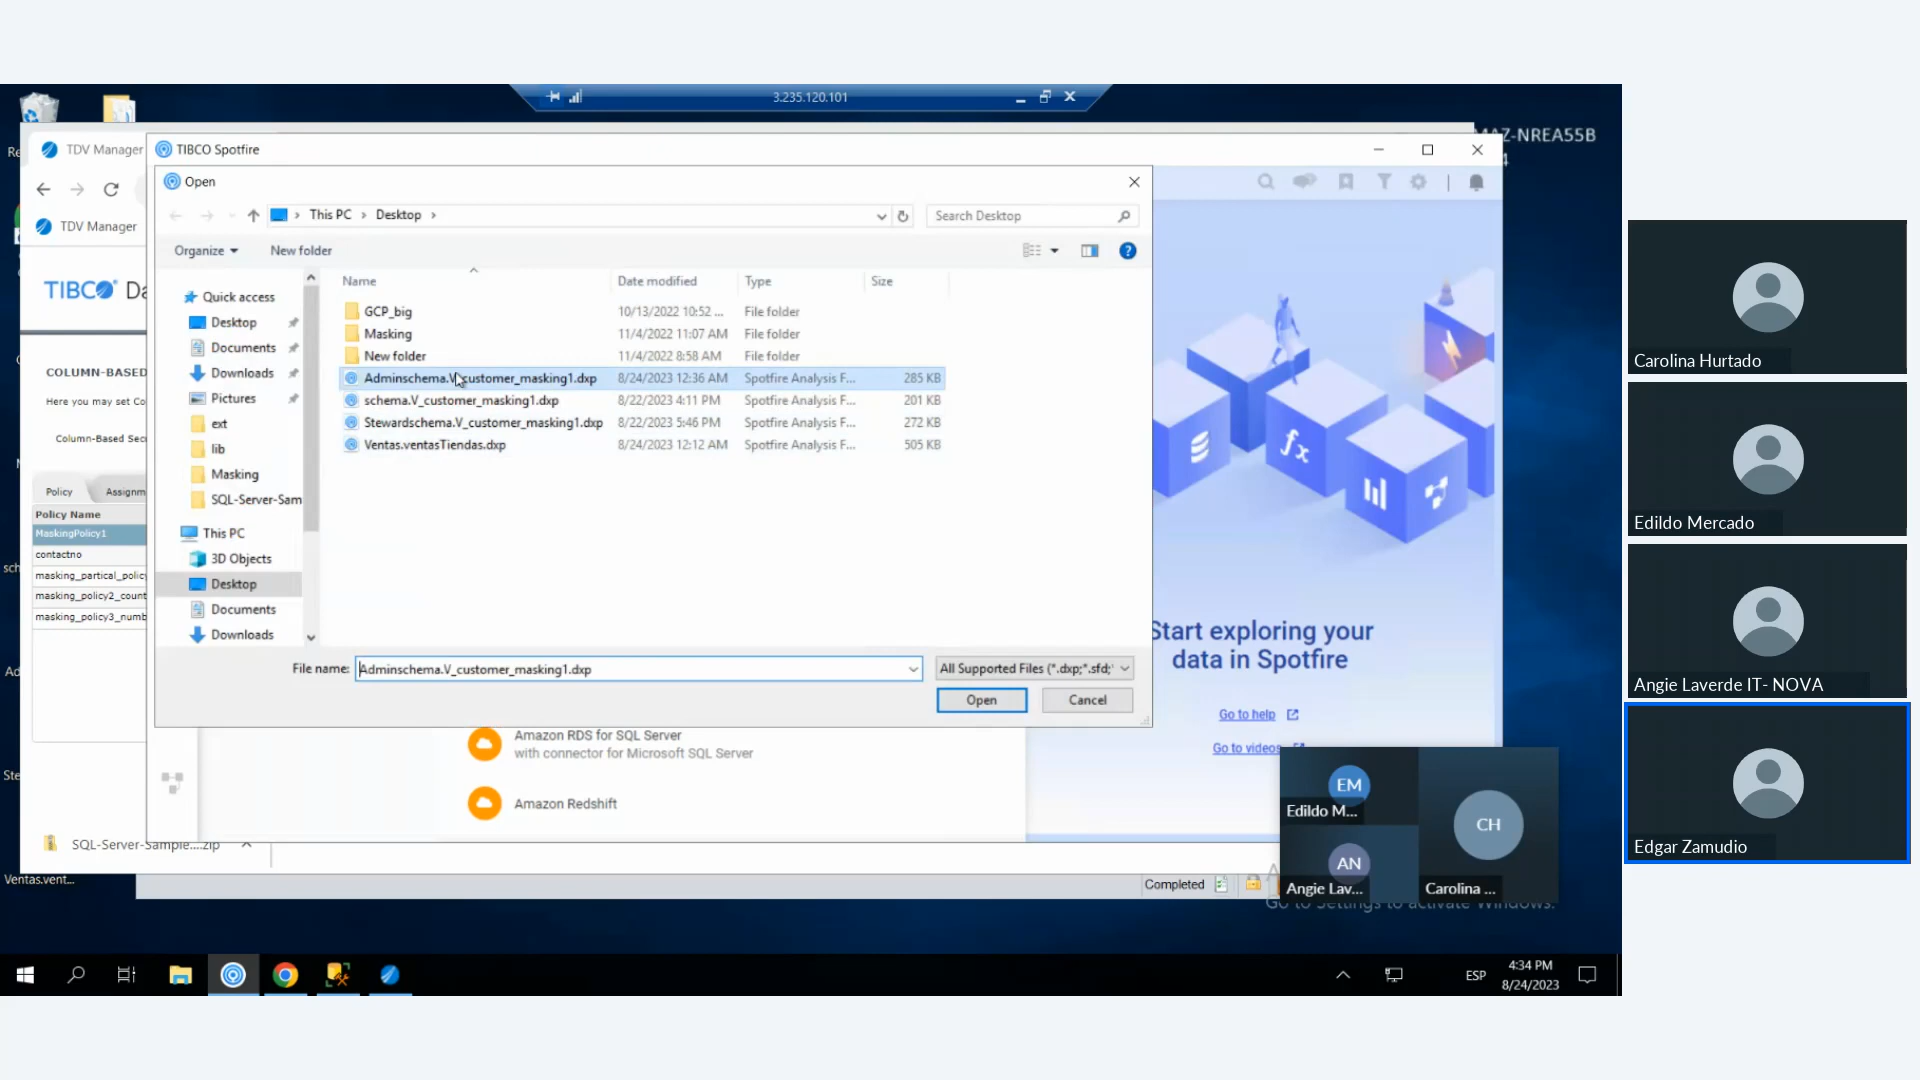 3.235.120.101
MAZ-NREA55B
TDV Manager
TIBCO Spotfire
Open
This PC > Desktop >
Search Desktop
TDV Manager
Organize
New folder
Name
Date modified
Type
Size
TIBCO
Quick access
Desktop
Documents
Downloads
Pictures
ext
lib
Masking
SQL-Server-Sam
This PC
3D Objects
Desktop
Documents
Downloads
GCP_big 10/13/2022 10:52 ... File folder
Masking 11/4/2022 11:07 AM File folder
New folder 11/4/2022 8:58 AM File folder
Adminschema.V_customer_masking1.dxp 8/24/2023 12:36 AM Spotfire Analysis F... 285 KB
schema.V_customer_masking1.dxp 8/22/2023 4:11 PM Spotfire Analysis F... 201 KB
Stewardschema.V_customer_masking1.dxp 8/22/2023 5:46 PM Spotfire Analysis F... 272 KB
Ventas.ventasTiendas.dxp 8/24/2023 12:12 AM Spotfire Analysis F... 505 KB
COLUMN-BASED
Here you may set Co
Column-Based Sec
Policy
Assignm
Policy Name
MaskingPolicy1
contactno
masking_partical_policy
masking_policy2_count
masking_policy3_numb
File name: Adminschema.V_customer_masking1.dxp
All Supported Files (*.dxp;*.sfd;*
Open
Cancel
fx
Start exploring your
data in Spotfire
Go to help
Go to videos
Amazon RDS for SQL Server
with connector for Microsoft SQL Server
Amazon Redshift
SQL-Server-Sample....zip
Ventas.vent...
Completed
Go to Settings to activate Windows.
EM
Edildo M...
AN
Angie Lav...
CH
Carolina ...
ESP
4:34 PM
8/24/2023
Carolina Hurtado
Edildo Mercado
Angie Laverde IT- NOVA
Edgar Zamudio